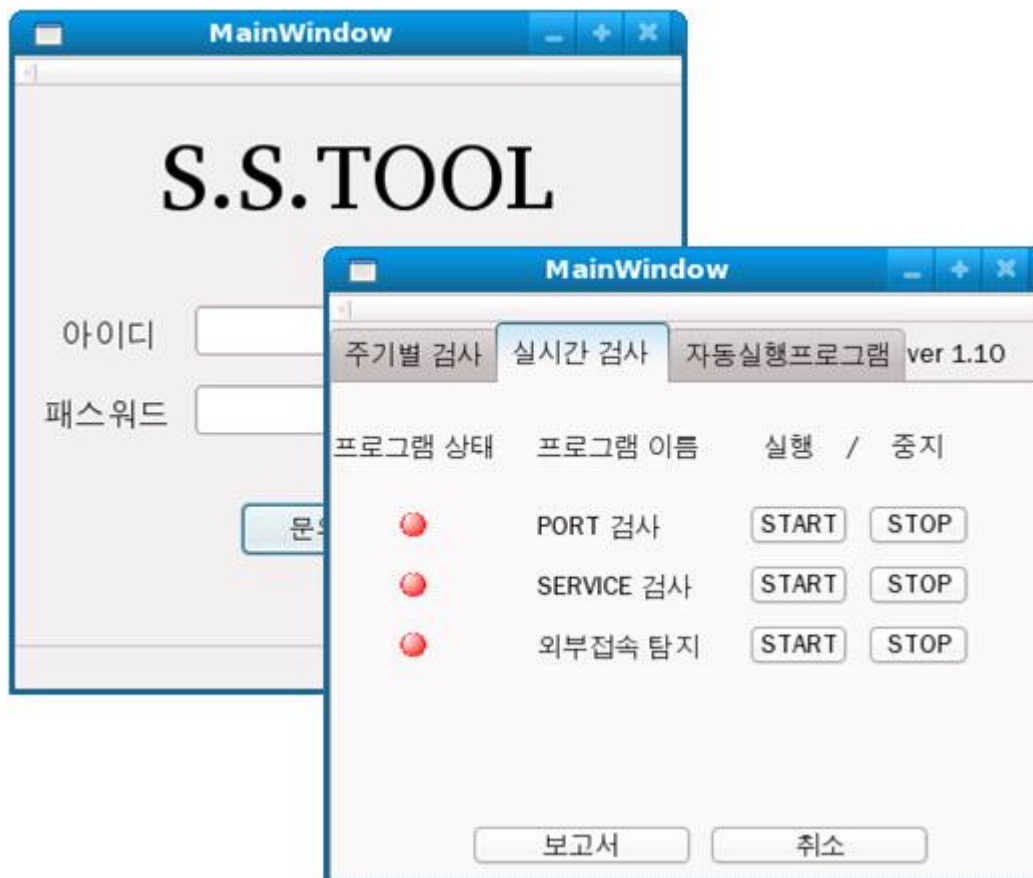 MainWindow
S.S.TOOL
아이디
패스워드
MainWindow
주기별 검사 실시간 검사 자동실행프로그램 ver 1.10
프로그램 상태 프로그램 이름 실행 / 중지
PORT 검사 START STOP
SERVICE 검사 START STOP
외부접속 탐지 START STOP
보고서 취소